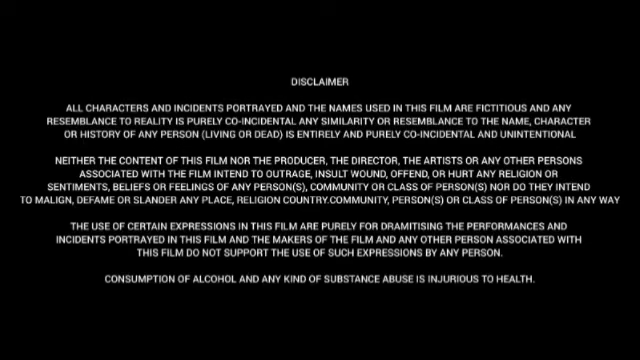 DISCLAIMER
ALL CHARACTERS AND INCIDENTS PORTRAYED AND THE NAMES USED IN THIS FILM ARE FICTITIOUS AND ANY
RESEMBLANCE TO REALITY IS PURELY CO-INCIDENTAL ANY SIMILARITY OR RESEMBLANCE TO THE NAME, CHARACTER
OR HISTORY OF ANY PERSON (LIVING OR DEAD) IS ENTIRELY AND PURELY CO-INCIDENTAL AND UNINTENTIONAL
NEITHER THE CONTENT OF THIS FILM NOR THE PRODUCER, THE DIRECTOR, THE ARTISTS OR ANY OTHER PERSONS
ASSOCIATED WITH THE FILM INTEND TO OUTRAGE, INSULT WOUND, OFFEND, OR HURT ANY RELIGION OR
SENTIMENTS, BELIEFS OR FEELINGS OF ANY PERSON(S), COMMUNITY OR CLASS OF PERSON(S) NOR DO THEY INTEND
TO MALIGN, DEFAME OR SLANDER ANY PLACE, RELIGION COUNTRY.COMMUNITY, PERSON(S) OR CLASS OF PERSON(S) IN ANY WAY
THE USE OF CERTAIN EXPRESSIONS IN THIS FILM ARE PURELY FOR DRAMITISING THE PERFORMANCES AND
INCIDENTS PORTRAYED IN THIS FILM AND THE MAKERS OF THE FILM AND ANY OTHER PERSON ASSOCIATED WITH
THIS FILM DO NOT SUPPORT THE USE OF SUCH EXPRESSIONS BY ANY PERSON.
CONSUMPTION OF ALCOHOL AND ANY KIND OF SUBSTANCE ABUSE IS INJURIOUS TO HEALTH.